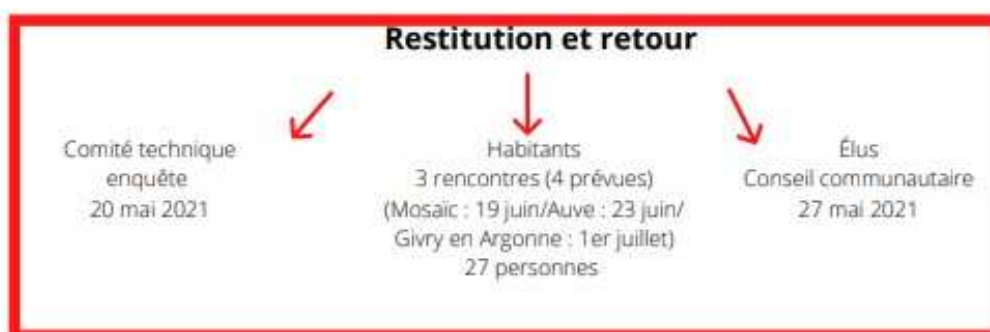 Restitution et retour
Comité technique
enquête
20 mai 2021
Habitants
3 rencontres (4 prévues)
(Mosaïc : 19 juin/Auve : 23 juin/
Givry en Argonne : 1er juillet)
27 personnes
Élus
Conseil communautaire
27 mai 2021